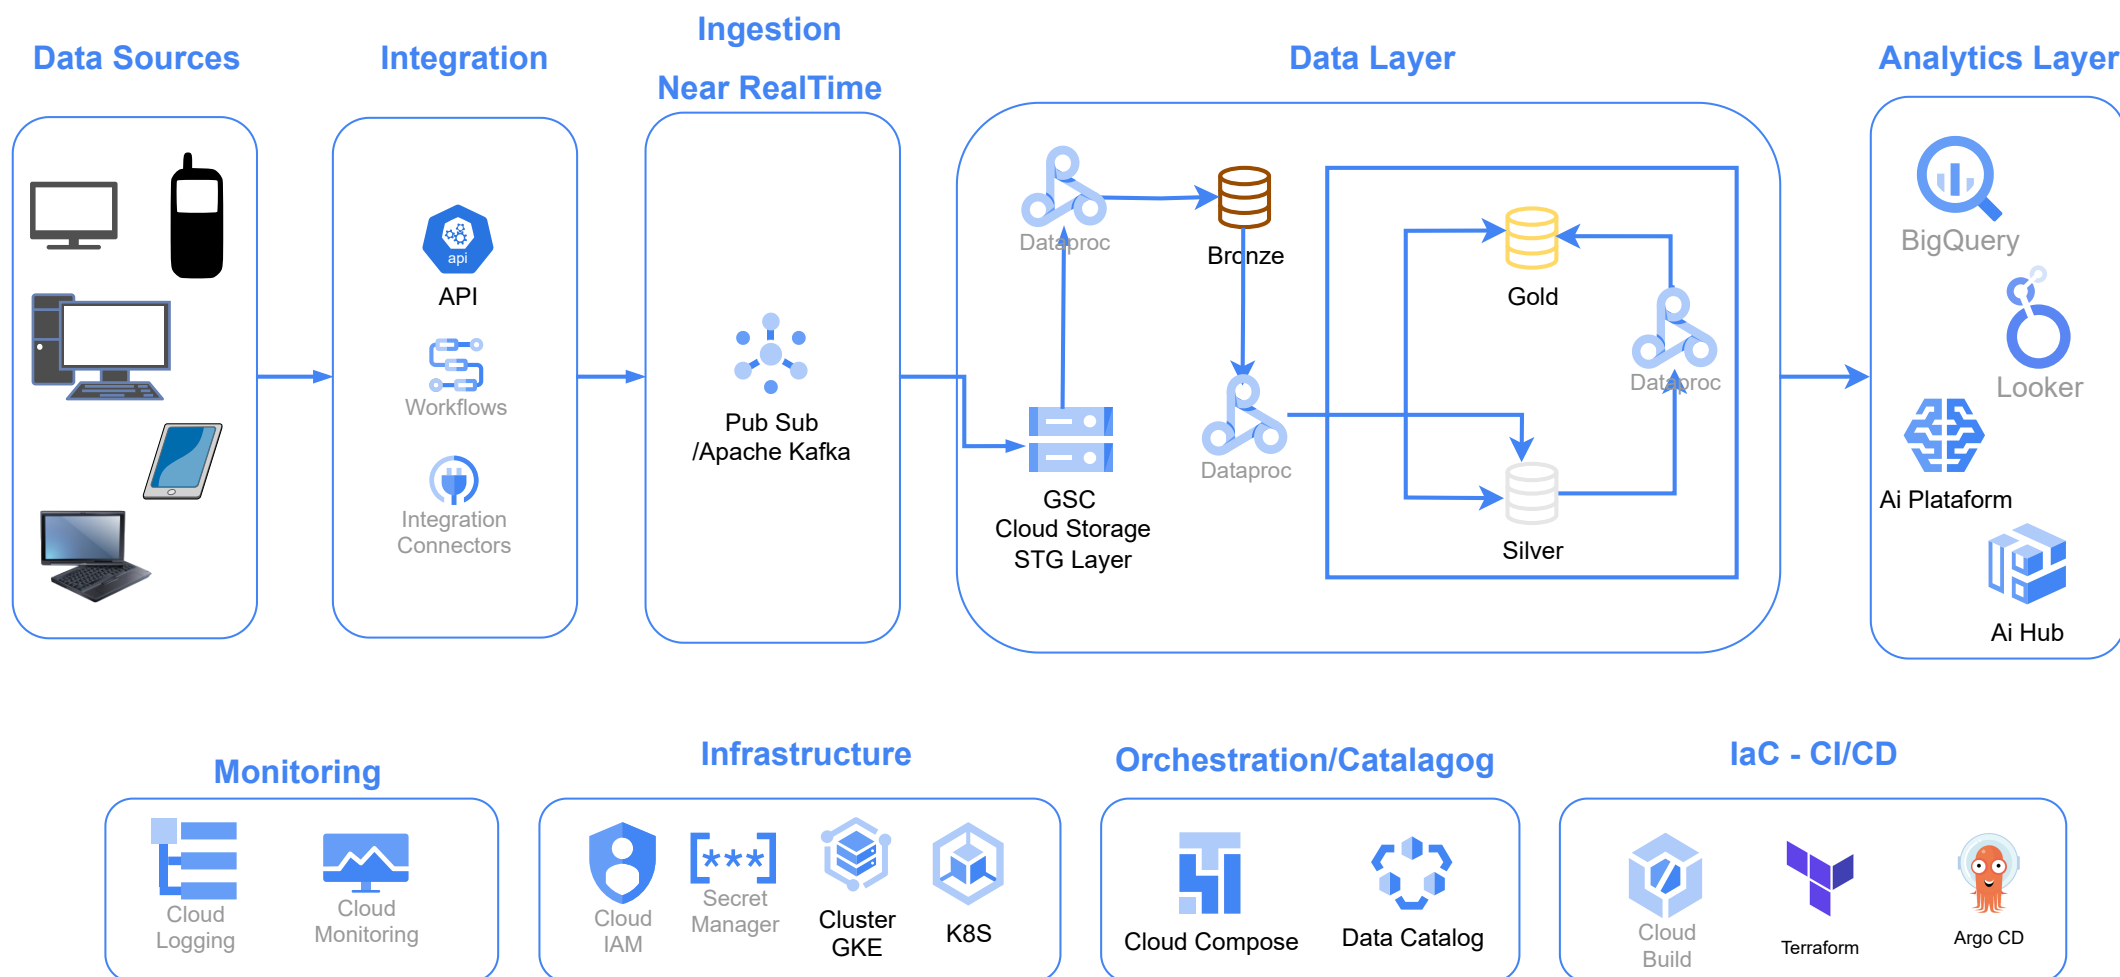 Data Sources
Integration
Ingestion
Near RealTime
Data Layer
Analytics Layer
api
API
Workflows
Integration
Connectors
Pub Sub
/Apache Kafka
Dataproc
Bronze
GSC
Cloud Storage
STG Layer
Dataproc
Gold
Dataproc
Silver
BigQuery
Looker
Ai Plataform
Ai Hub
Monitoring
Infrastructure
Orchestration/Catalagog
IaC - CI/CD
Cloud
Logging
Cloud
Monitoring
Cloud
IAM
[***]
Secret
Manager
Cluster
GKE
K8S
Cloud Compose
Data Catalog
Cloud
Build
Terraform
Argo CD